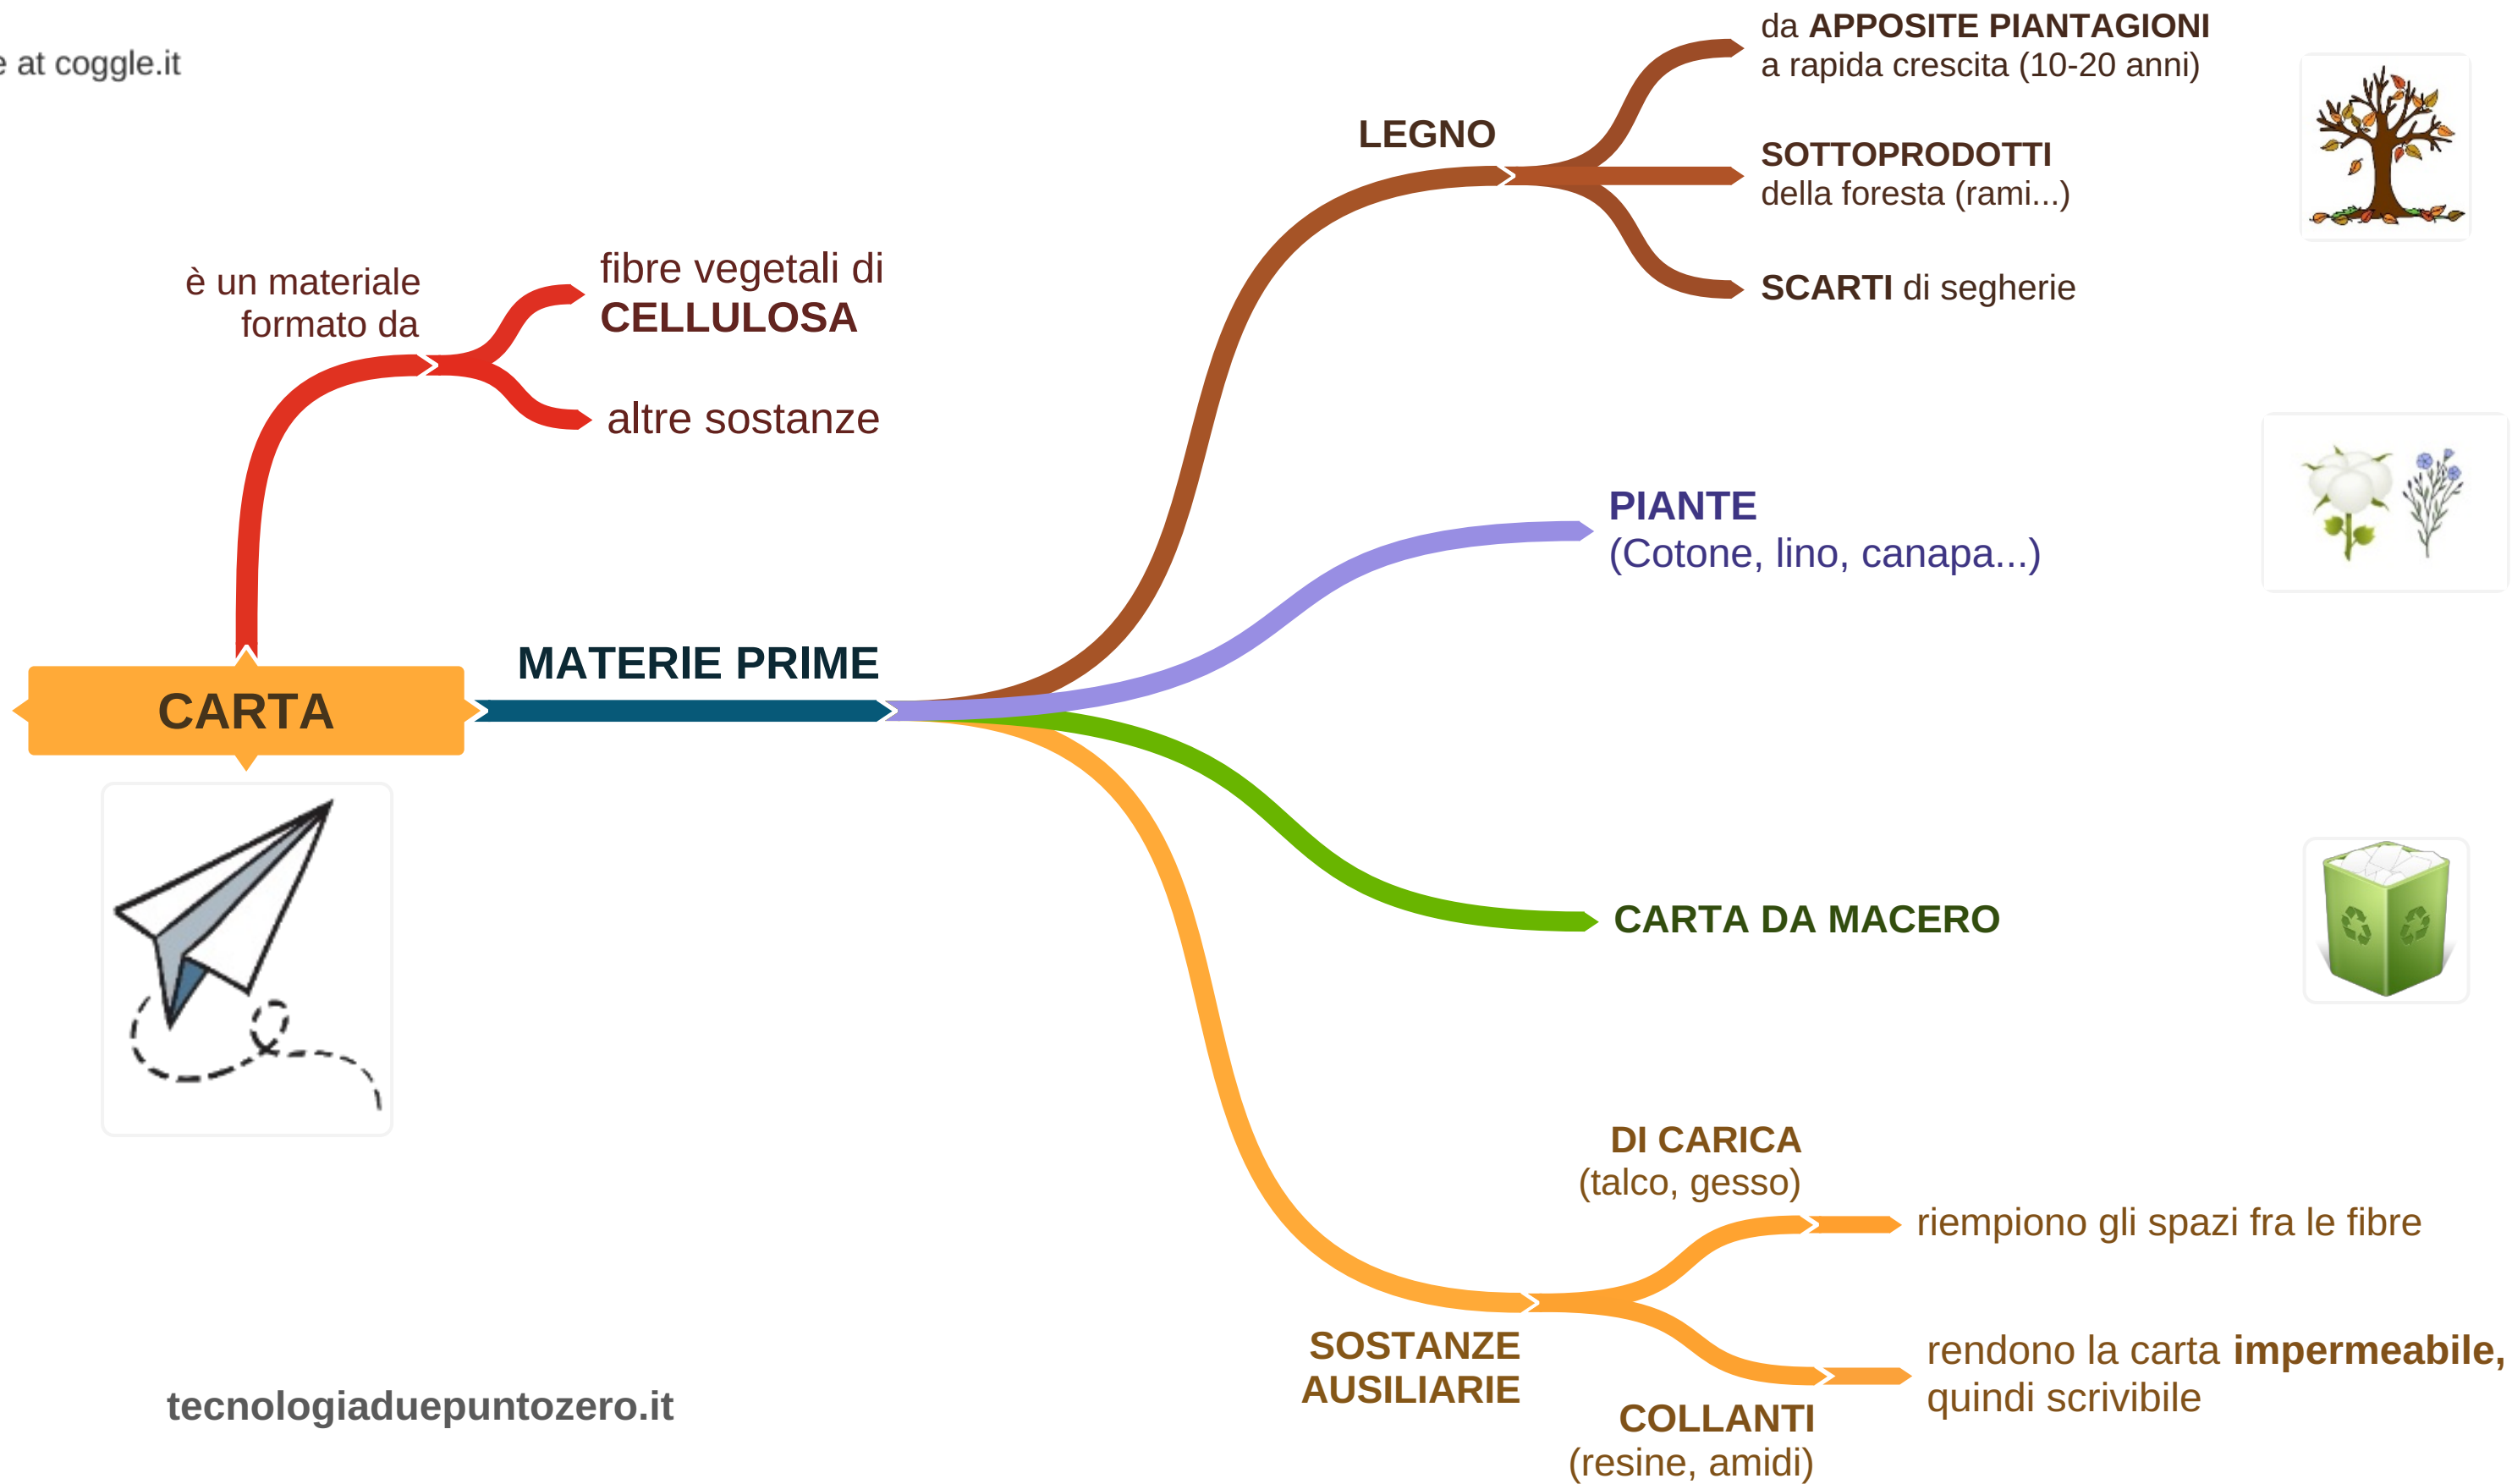 at coggle.it
è un materiale
formato da
fibre vegetali di
CELLULOSA
altre sostanze
CARTA
MATERIE PRIME
LEGNO
da APPOSITE PIANTAGIONI
a rapida crescita (10-20 anni)
SOTTOPRODOTTI
della foresta (rami...)
SCARTI di segherie
PIANTE
(Cotone, lino, canapa...)
CARTA DA MACERO
SOSTANZE
AUSILIARIE
DI CARICA
(talco, gesso)
riempiono gli spazi fra le fibre
COLLANTI
(resine, amidi)
rendono la carta impermeabile,
quindi scrivibile
tecnologiaduepuntozero.it